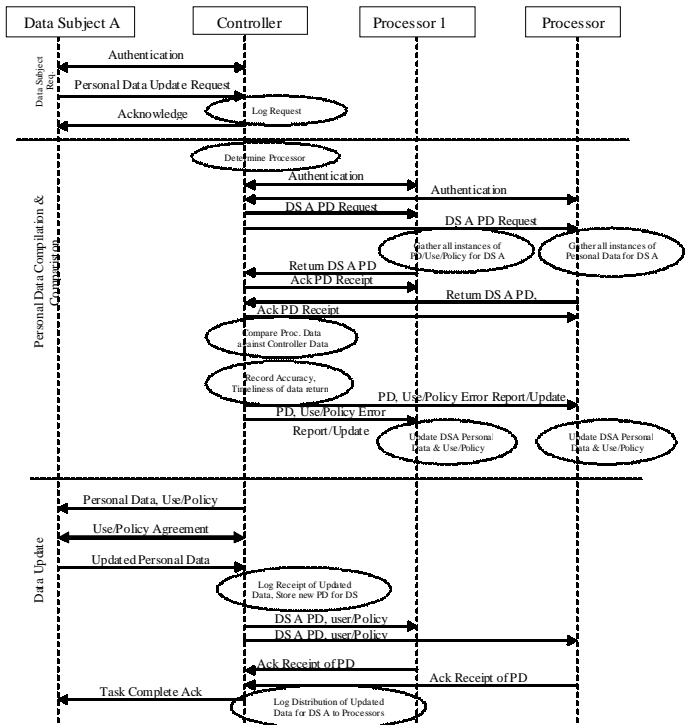 Data Subject A
Controller
Processor 1
Processor
Data Subject
Req.
Authentication
Personal Data Update Request
Log Request
Acknowledge
Personal Data Compilation &
Comparision
Determine Processor
Authentication
Authentication
DS A PD Request
DS A PD Request
Gather all instances of
PD/Use/Policy for DS A
Gather all instances of
Personal Data for DS A
Return DS A PD
Ack PD Receipt
Return DS A PD,
Ack PD Receipt
Compare Proc. Data
against Controller Data
Record Accuracy,
Timeliness of data return
PD, Use/Policy Error Report/Update
PD, Use/Policy Error
Report/Update
Update DSA Personal
Data & Use/Policy
Update DSA Personal
Data & Use/Policy
Data Update
Personal Data, Use/Policy
Use/Policy Agreement
Updated Personal Data
Log Receipt of Updated
Data, Store new PD for DS
DS A PD, user/Policy
DS A PD, user/Policy
Ack Receipt of PD
Ack Receipt of PD
Task Complete Ack
Log Distribution of Updated
Data for DS A to Processors